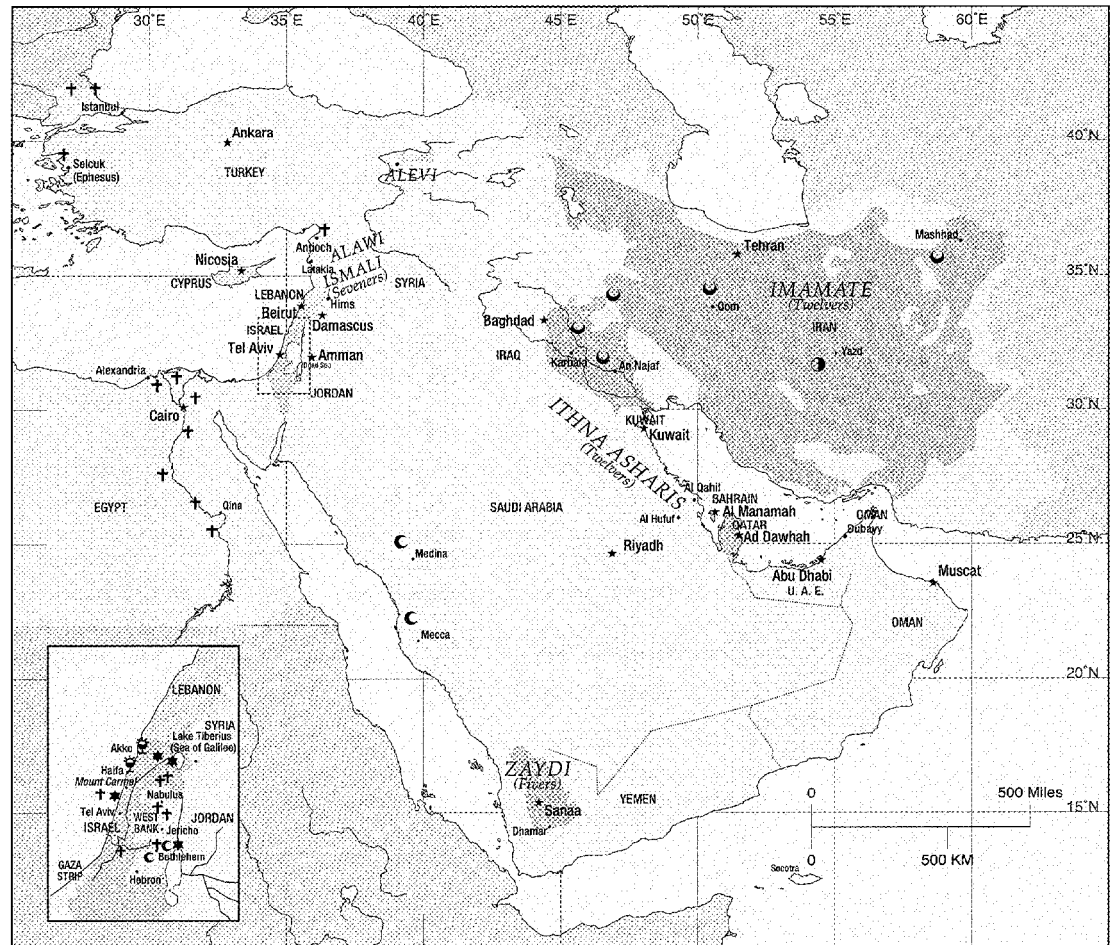 30°E
35°E
40°E
45°E
50°E
55°E
60°E
Istanbul
Ankara
40°N
Selcuk
(Ephesus)
TURKEY
ALEVI
Mashhad
Tehran
Antioch
ALAWI
Nicosia
Latakia
ISMALI
(Seveners)
SYRIA
35°N
CYPRUS
IMAMATE
(Twelvers)
LEBANON
Hims
Qom
Beirut
Baghdad
IRAN
Damascus
ISRAEL
Tel Aviv
Amman
IRAQ
Karbala
An Najaf
Yazd
Alexandria
(Dead Sea)
JORDAN
Cairo
30°N
ITHNA ASHARIS
(Twelvers)
KUWAIT
Kuwait
Al Qahil
EGYPT
Qina
SAUDI ARABIA
BAHRAIN
Al Manamah
OMAN
Al Hufuf
QATAR
Dubayy
Ad Dawhah
25°N
Riyadh
Medina
Abu Dhabi
Muscat
U. A. E.
OMAN
Mecca
20°N
LEBANON
SYRIA
Akko
Lake Tiberius
(Sea of Galilee)
Haifa
Mount Carmel
Nabulus
Tel Aviv
WEST
BANK
JORDAN
ISRAEL
Jericho
GAZA
STRIP
Bethlehem
Hebron
ZAYDI
(Fivers)
YEMEN
Sanaa
Dhamar
15°N
0
500 Miles
0
500 KM
Socotra